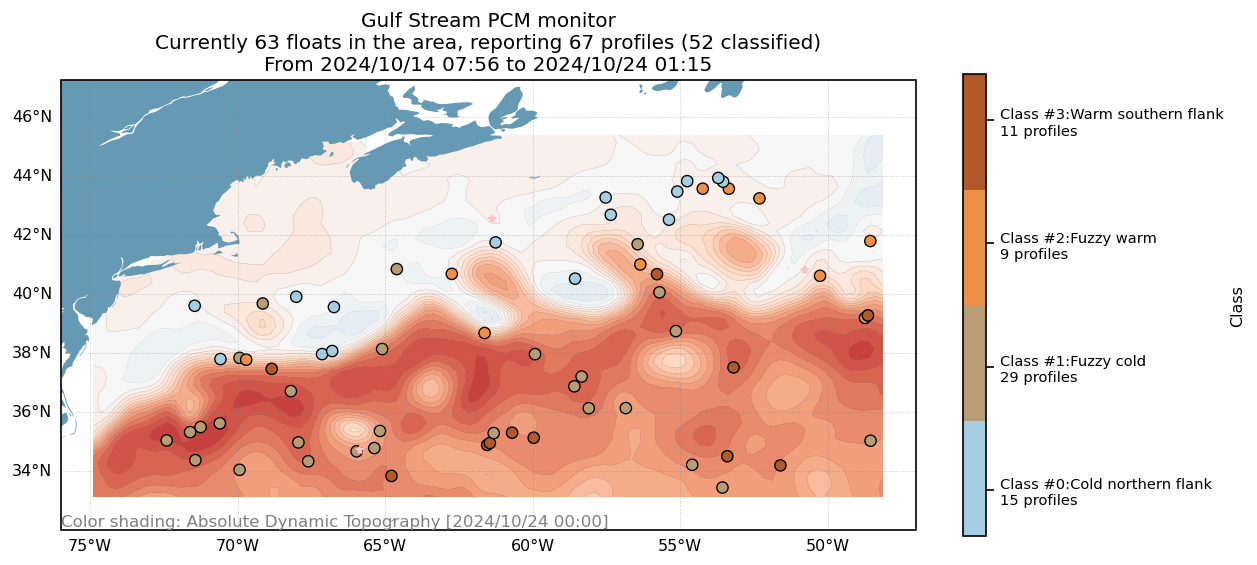 Gulf Stream PCM monitor
Currently 63 floats in the area, reporting 67 profiles (52 classified)
From 2024/10/14 07:56 to 2024/10/24 01:15
46°N
44°N
42°N
40°N
38°N
36°N
34°N
Color shading: Absolute Dynamic Topography [2024/10/24 00:00]
75°W
70°W
65°W
60°W
55°W
50°W
Class #3:Warm southern flank
11 profiles
Class #2:Fuzzy warm
9 profiles
Class #1:Fuzzy cold
29 profiles
Class #0:Cold northern flank
15 profiles
Class